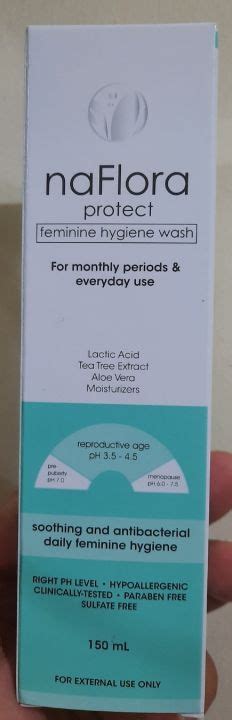 naFlora
protect
feminine hygiene wash
For monthly periods &
everyday use
Lactic Acid
Tea Tree Extract
Aloe Vera
Moisturizers
reproductive age
pH 3.5 - 4.5
pre
puberty
pH 7.0
menopause
pH 6.0 - 7.5
soothing and antibacterial
daily feminine hygiene
RIGHT PH LEVEL • HYPOALLERGENIC
CLINICALLY-TESTED • PARABEN FREE
SULFATE FREE
150 mL
FOR EXTERNAL USE ONLY